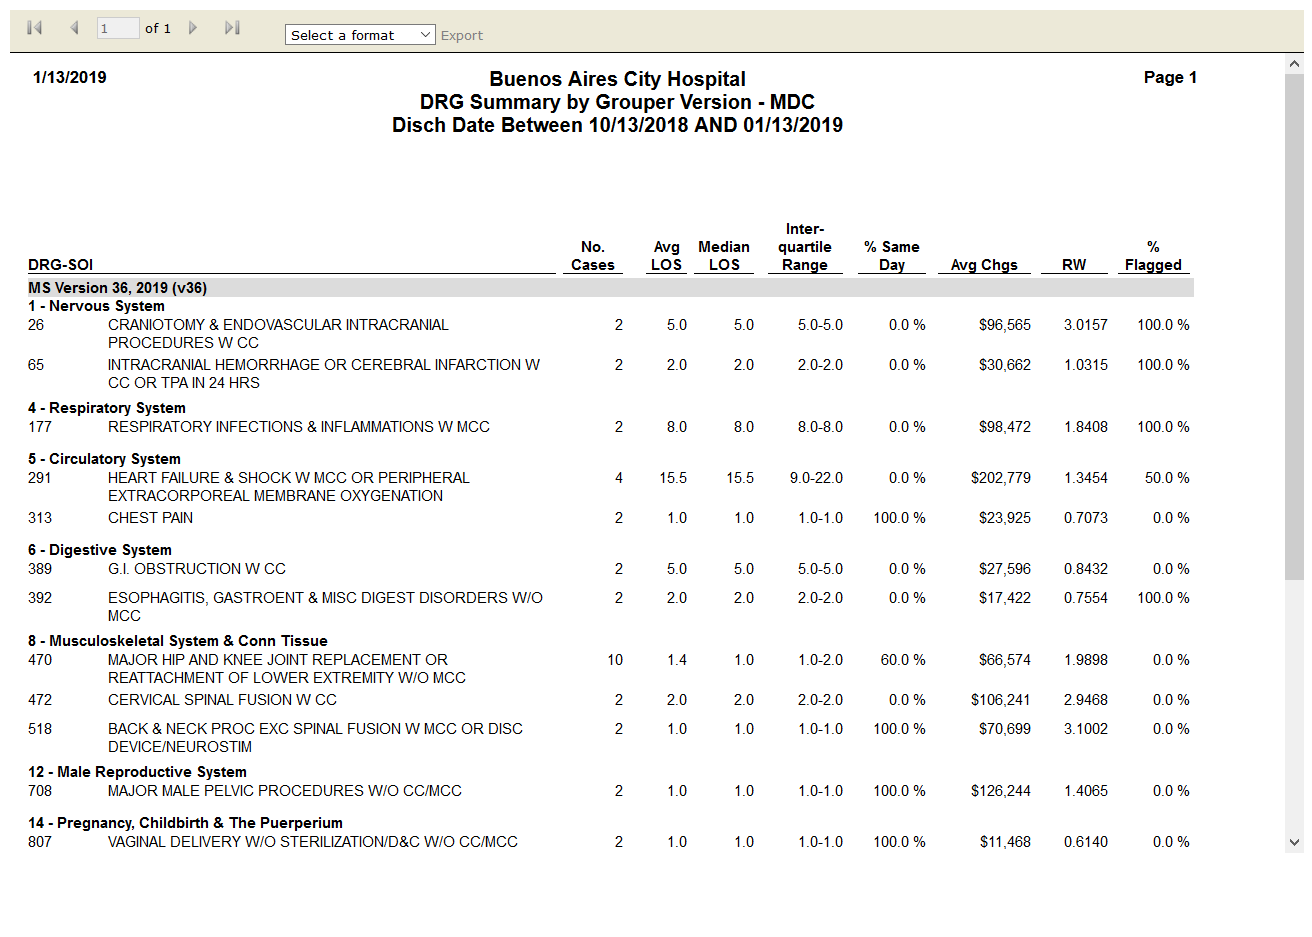 1 of 1 Select a format Export
1/13/2019 Buenos Aires City Hospital Page 1
DRG Summary by Grouper Version - MDC
Disch Date Between 10/13/2018 AND 01/13/2019
Inter-
No. Avg Median quartile % Same %
DRG-SOI Cases LOS LOS Range Day Avg Chgs RW Flagged
MS Version 36, 2019 (v36)
1 - Nervous System
26 CRANIOTOMY & ENDOVASCULAR INTRACRANIAL 2 5.0 5.0 5.0-5.0 0.0 % $96,565 3.0157 100.0 %
PROCEDURES W CC
65 INTRACRANIAL HEMORRHAGE OR CEREBRAL INFARCTION W 2 2.0 2.0 2.0-2.0 0.0 % $30,662 1.0315 100.0 %
CC OR TPA IN 24 HRS
4 - Respiratory System
177 RESPIRATORY INFECTIONS & INFLAMMATIONS W MCC 2 8.0 8.0 8.0-8.0 0.0 % $98,472 1.8408 100.0 %
5 - Circulatory System
291 HEART FAILURE & SHOCK W MCC OR PERIPHERAL 4 15.5 15.5 9.0-22.0 0.0 % $202,779 1.3454 50.0 %
EXTRACORPOREAL MEMBRANE OXYGENATION
313 CHEST PAIN 2 1.0 1.0 1.0-1.0 100.0 % $23,925 0.7073 0.0 %
6 - Digestive System
389 G.I. OBSTRUCTION W CC 2 5.0 5.0 5.0-5.0 0.0 % $27,596 0.8432 0.0 %
392 ESOPHAGITIS, GASTROENT & MISC DIGEST DISORDERS W/O 2 2.0 2.0 2.0-2.0 0.0 % $17,422 0.7554 100.0 %
MCC
8 - Musculoskeletal System & Conn Tissue
470 MAJOR HIP AND KNEE JOINT REPLACEMENT OR 10 1.4 1.0 1.0-2.0 60.0 % $66,574 1.9898 0.0 %
REATTACHMENT OF LOWER EXTREMITY W/O MCC
472 CERVICAL SPINAL FUSION W CC 2 2.0 2.0 2.0-2.0 0.0 % $106,241 2.9468 0.0 %
518 BACK & NECK PROC EXC SPINAL FUSION W MCC OR DISC 2 1.0 1.0 1.0-1.0 100.0 % $70,699 3.1002 0.0 %
DEVICE/NEUROSTIM
12 - Male Reproductive System
708 MAJOR MALE PELVIC PROCEDURES W/O CC/MCC 2 1.0 1.0 1.0-1.0 100.0 % $126,244 1.4065 0.0 %
14 - Pregnancy, Childbirth & The Puerperium
807 VAGINAL DELIVERY W/O STERILIZATION/D&C W/O CC/MCC 2 1.0 1.0 1.0-1.0 100.0 % $11,468 0.6140 0.0 %